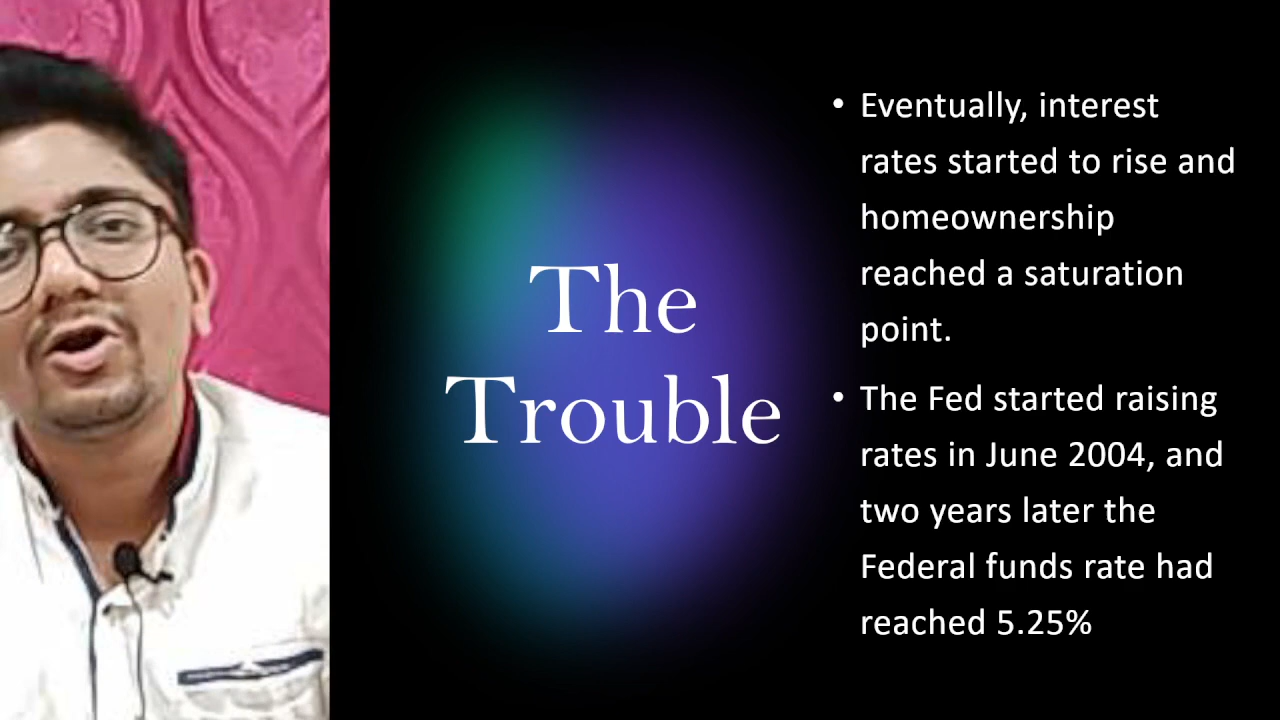 The
Trouble
• Eventually, interest
rates started to rise and
homeownership
reached a saturation
point.
• The Fed started raising
rates in June 2004, and
two years later the
Federal funds rate had
reached 5.25%